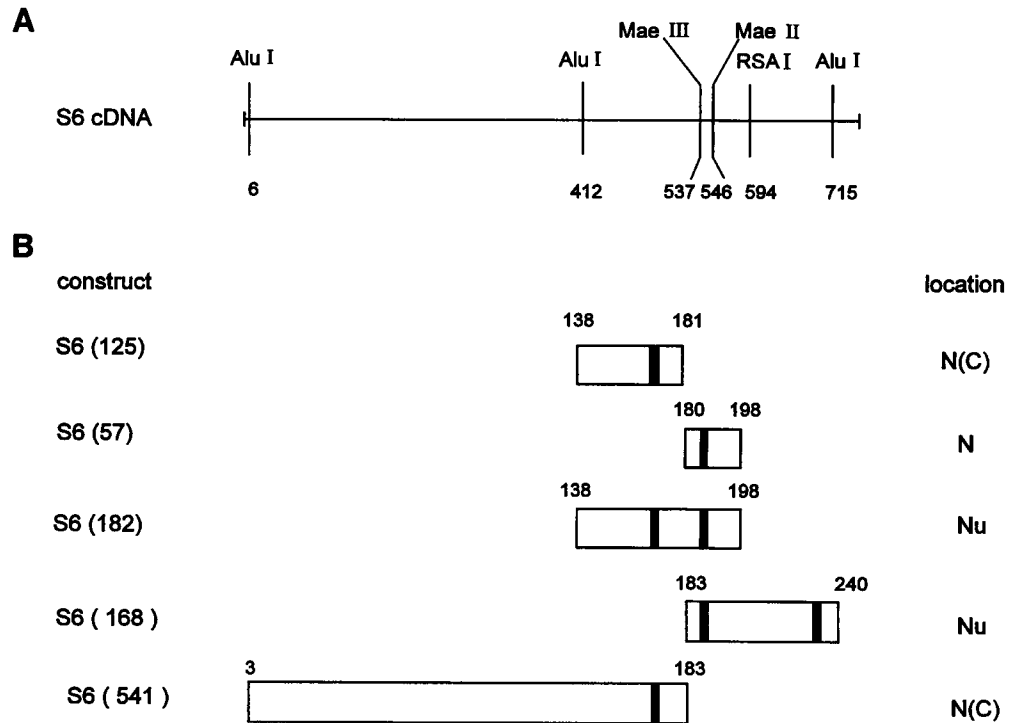 A
Mae III Mae II
Alu I Alu I RSA I Alu I
S6 cDNA
6 412 537 546 594 715
B
construct location
138 181
S6 (125) N(C)
180 198
S6 (57) N
138 198
S6 (182) Nu
183 240
S6 ( 168 ) Nu
3 183
S6 ( 541 ) N(C)